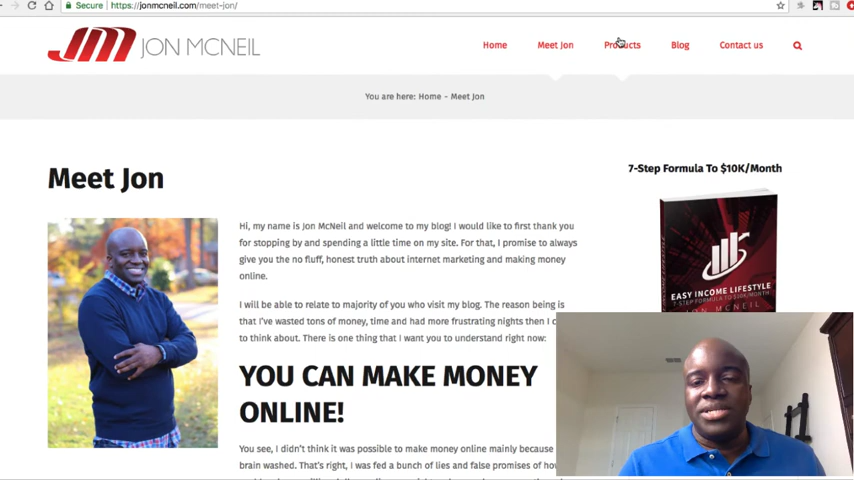 Secure https://jonmcneil.com/meet-jon/
JM JON MCNEIL
Home Meet Jon Products Blog Contact us
You are here: Home - Meet Jon
Meet Jon
7-Step Formula To $10K/Month
Hi, my name is Jon McNeil and welcome to my blog! I would like to first thank you
for stopping by and spending a little time on my site. For that, I promise to always
give you the no fluff, honest truth about internet marketing and making money
online.
I will be able to relate to majority of you who visit my blog. The reason being is
that I've wasted tons of money, time and had more frustrating nights then I c
to think about. There is one thing that I want you to understand right now:
YOU CAN MAKE MONEY
ONLINE!
You see, I didn't think it was possible to make money online mainly because
brain washed. That's right, I was fed a bunch of lies and false promises of ho
EASY INCOME LIFESTYLE
7-STEP FORMULA TO $10K/MONTH
JON MCNEIL